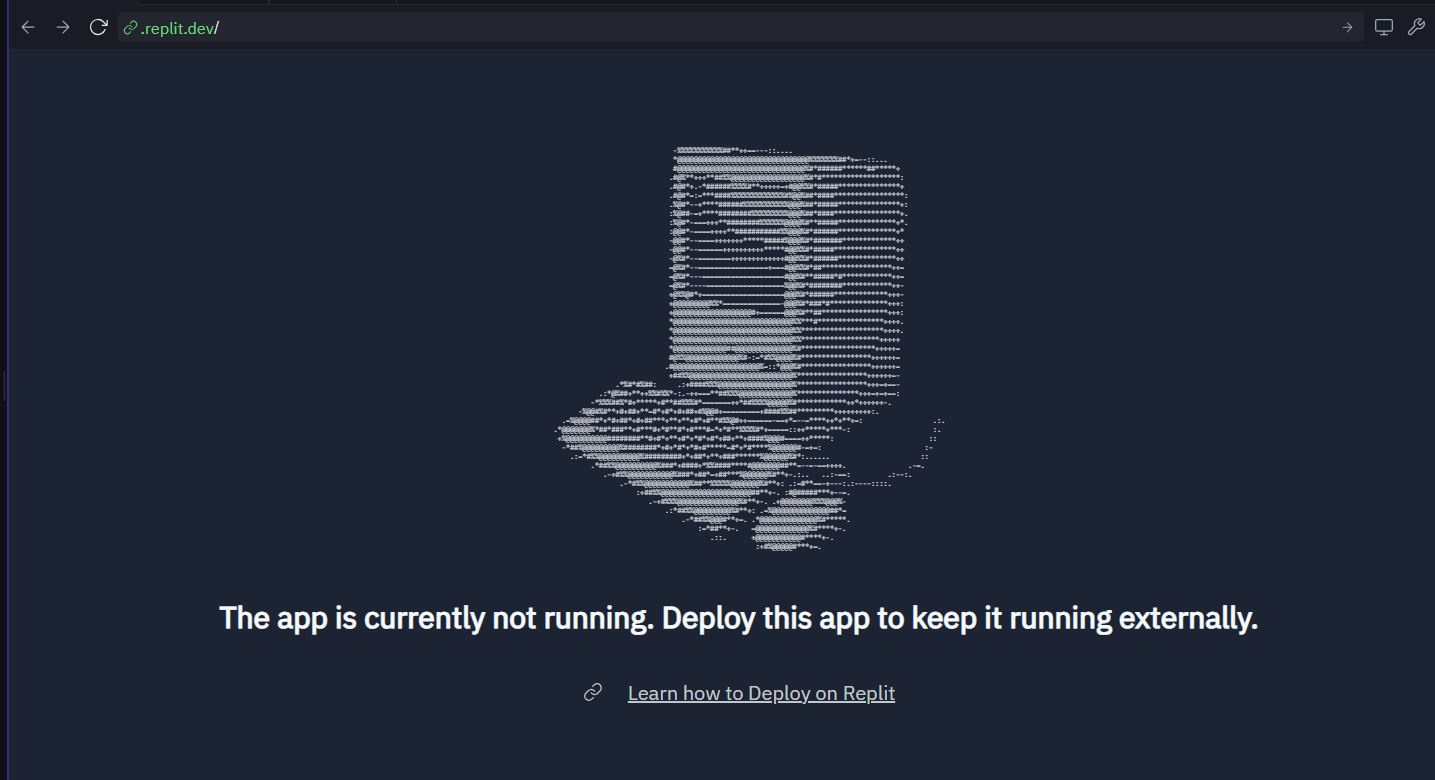 .replit.dev/
The app is currently not running. Deploy this app to keep it running externally.
Learn how to Deploy on Replit